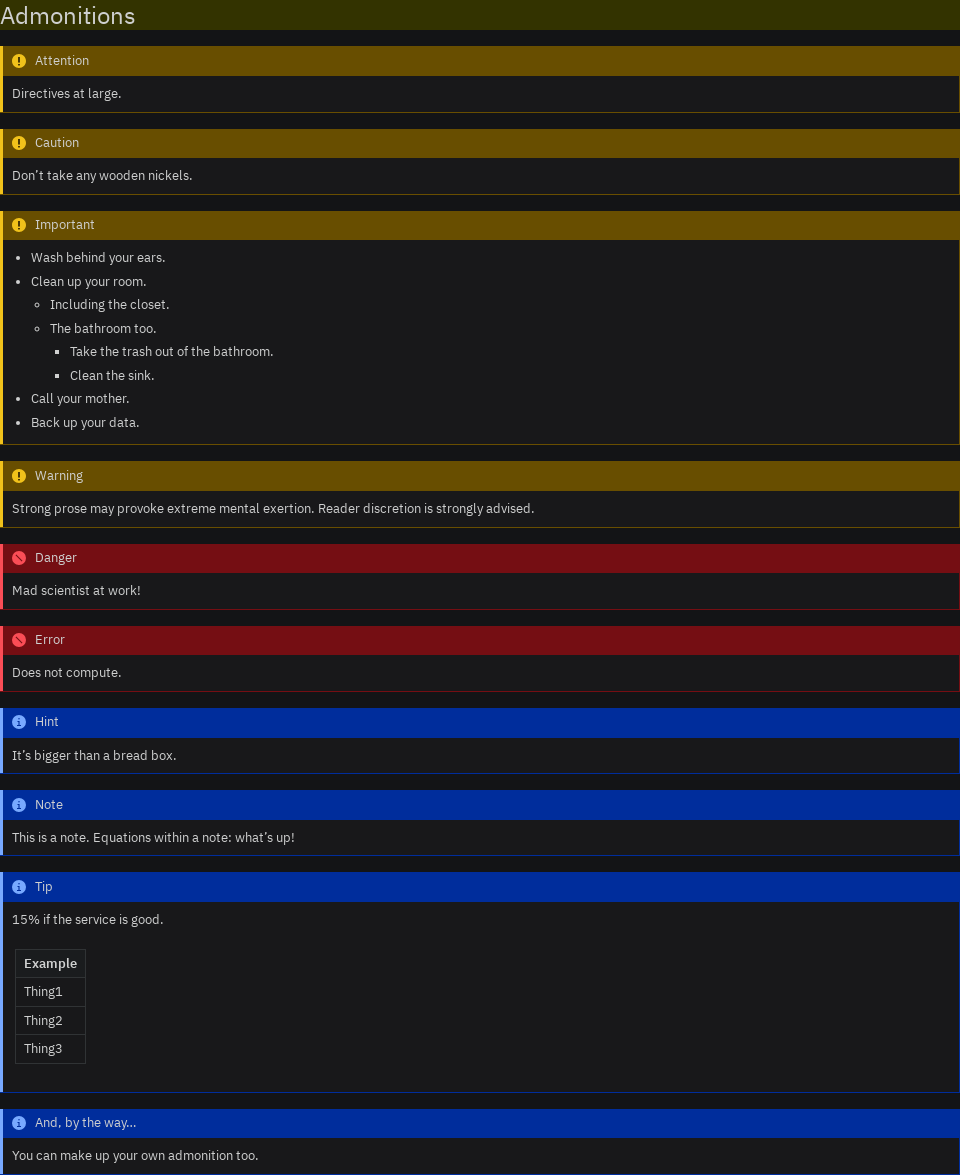 Admonitions
Attention
Directives at large.
Caution
Don’t take any wooden nickels.
Important
Wash behind your ears.
Clean up your room.
Including the closet.
The bathroom too.
Take the trash out of the bathroom.
Clean the sink.
Call your mother.
Back up your data.
Warning
Strong prose may provoke extreme mental exertion. Reader discretion is strongly advised.
Danger
Mad scientist at work!
Error
Does not compute.
Hint
It’s bigger than a bread box.
Note
This is a note. Equations within a note: what’s up!
Tip
15% if the service is good.
Example
Thing1
Thing2
Thing3
And, by the way…
You can make up your own admonition too.